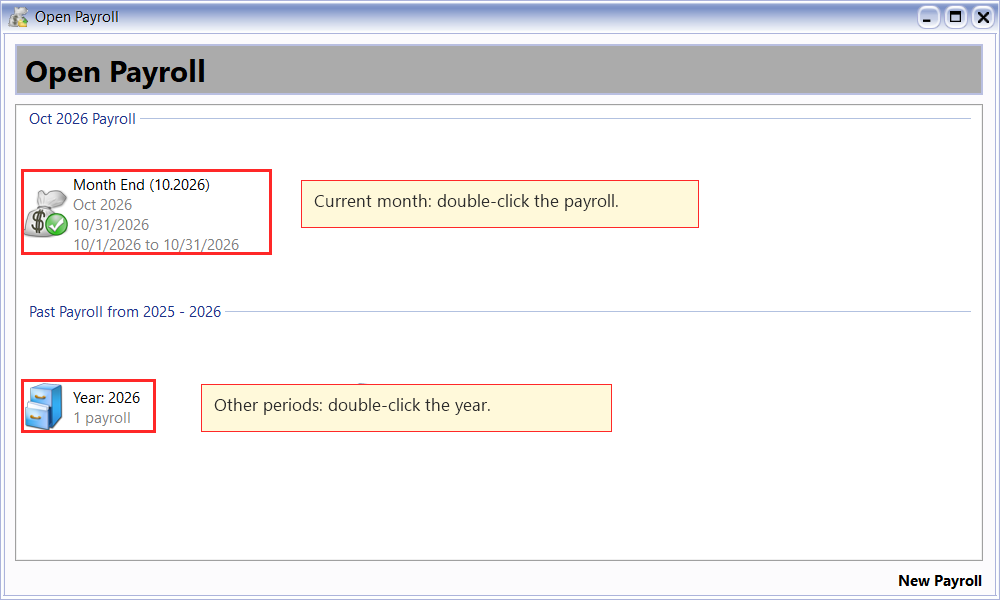 Open Payroll
Open Payroll
Oct 2026 Payroll
Month End (10.2026)
Oct 2026
10/31/2026
10/1/2026 to 10/31/2026
Current month: double-click the payroll.
Past Payroll from 2025 - 2026
Year: 2026
1 payroll
Other periods: double-click the year.
New Payroll